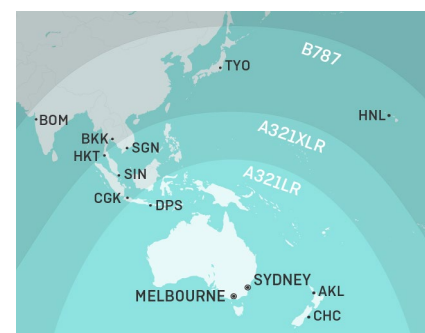 B787
TYO
BOM
HNL
A321XLR
BKK
SGN
HKT
SIN
A321LR
CGK
DPS
SYDNEY
MELBOURNE
AKL
CHC